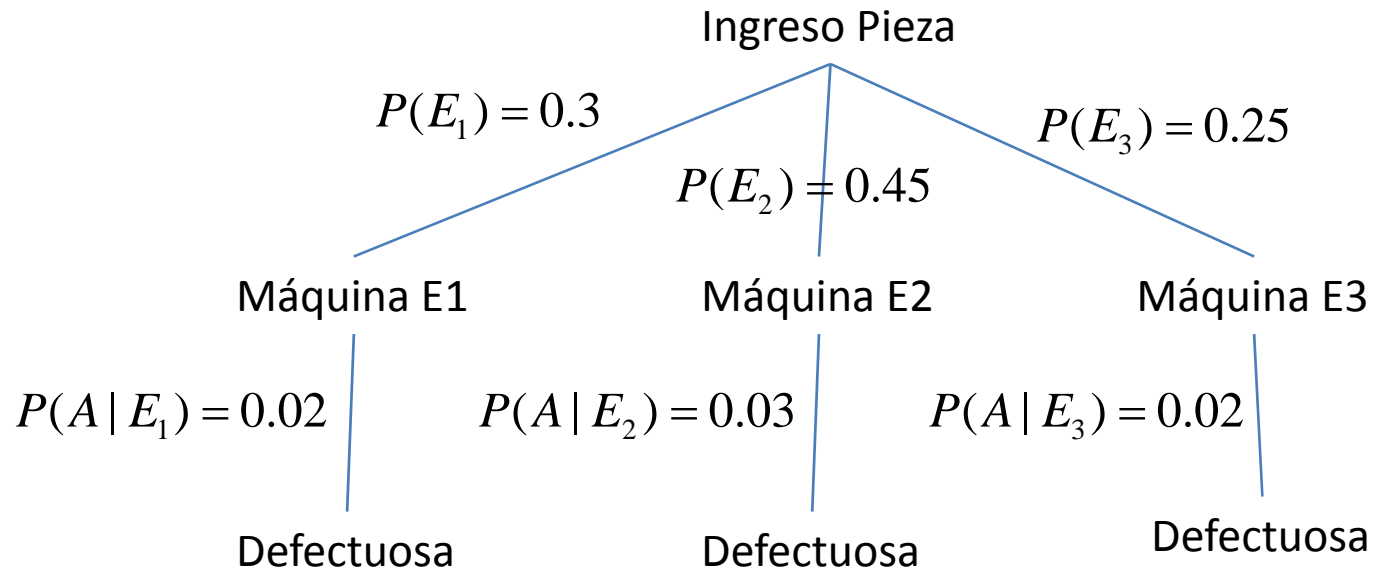 Ingreso Pieza
P(E₁) = 0.3
P(E₃) = 0.25
P(E₂) = 0.45
Máquina E1
Máquina E2
Máquina E3
P(A | E₁) = 0.02
P(A | E₂) = 0.03
P(A | E₃) = 0.02
Defectuosa
Defectuosa
Defectuosa